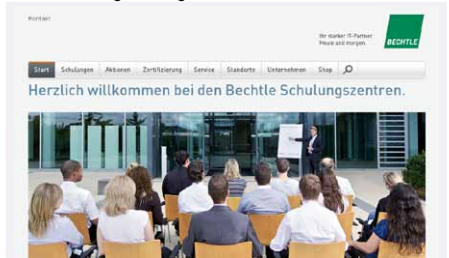 Kontakt
Ihr starker IT-Partner.
Heute und morgen.
BECHTLE
Start Schulungen Aktionen Zertifizierung Service Standorte Unternehmen Shop
Herzlich willkommen bei den Bechtle Schulungszentren.